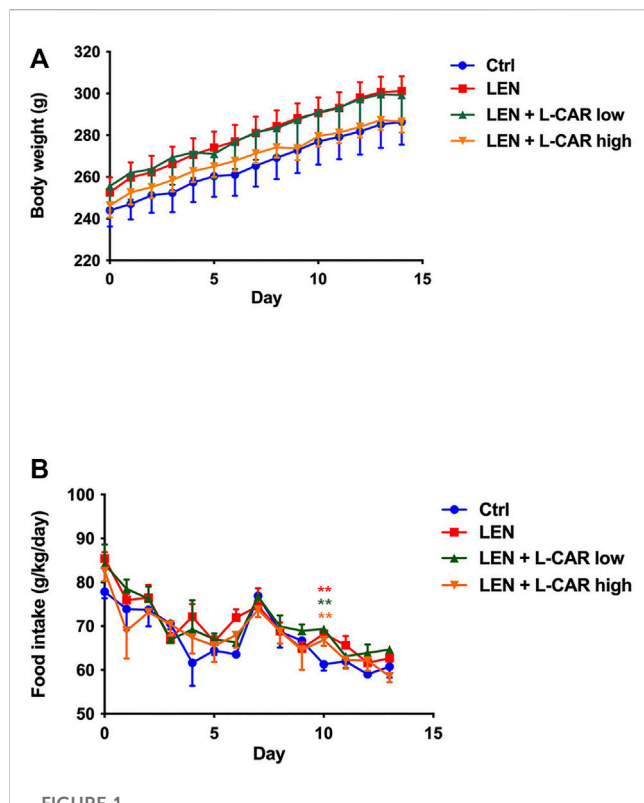 A
320
300
280
260
240
220
Body weight (g)
0
5
10
15
Day
Ctrl
LEN
LEN + L-CAR low
LEN + L-CAR high
B
100
90
80
70
60
50
Food intake (g/kg/day)
**
**
**
0
5
10
15
Day
Ctrl
LEN
LEN + L-CAR low
LEN + L-CAR high
FIGURE 1